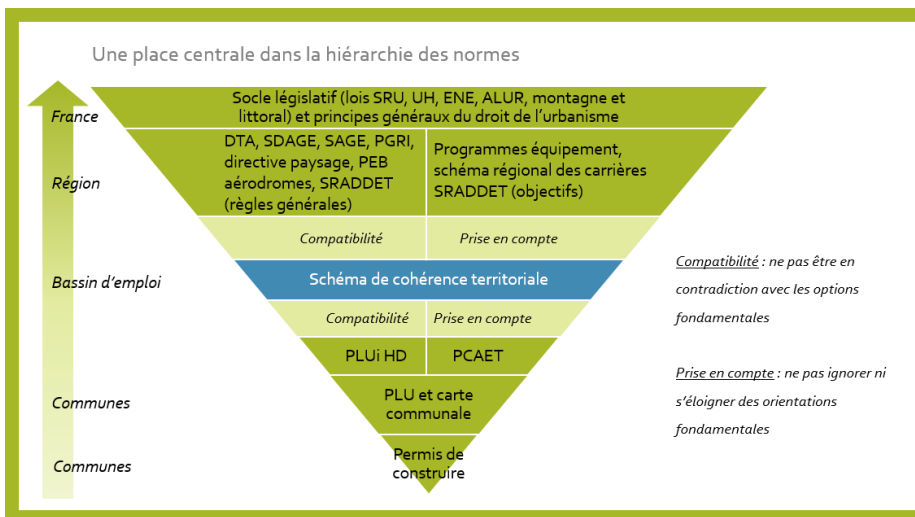 Une place centrale dans la hiérarchie des normes
France
Socle législatif (lois SRU, UH, ENE, ALUR, montagne et
littoral) et principes généraux du droit de l'urbanisme
Région
DTA, SDAGE, SAGE, PGRI,
directive paysage, PEB
aérodromes, SRADDET
(règles générales)
Programmes équipement,
schéma régional des carrières
SRADDET (objectifs)
Compatibilité
Prise en compte
Bassin d'emploi
Schéma de cohérence territoriale
Compatibilité
Prise en compte
PLUi HD
PCAET
Communes
PLU et carte
communale
Communes
Permis de
construire
Compatibilité : ne pas être en
contradiction avec les options
fondamentales
Prise en compte : ne pas ignorer ni
s'éloigner des orientations
fondamentales